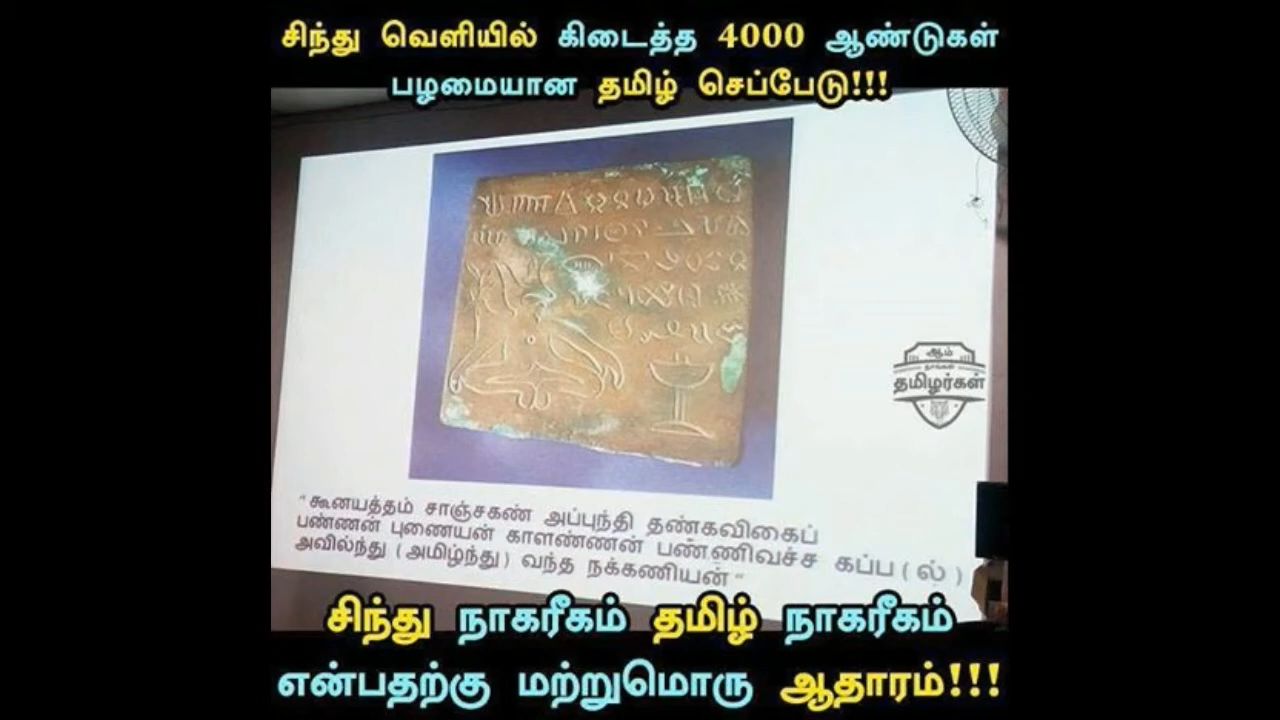 சிந்து வெளியில் கிடைத்த 4000 ஆண்டுகள்
பழமையான தமிழ் செப்பேடு!!!
ஆம்
நாங்கள்
தமிழர்கள்
“கூனயத்தம் சாஞ்சகண் அப்புந்தி தண்கவிகைப்
பண்ணன் புணையன் காளண்ணன் பண்ணிவச்ச கப்ப(ல்)
அவில்ந்து (அமிழ்ந்து) வந்த நக்கணியன்”
சிந்து நாகரீகம் தமிழ் நாகரீகம்
என்பதற்கு மற்றுமொரு ஆதாரம்!!!